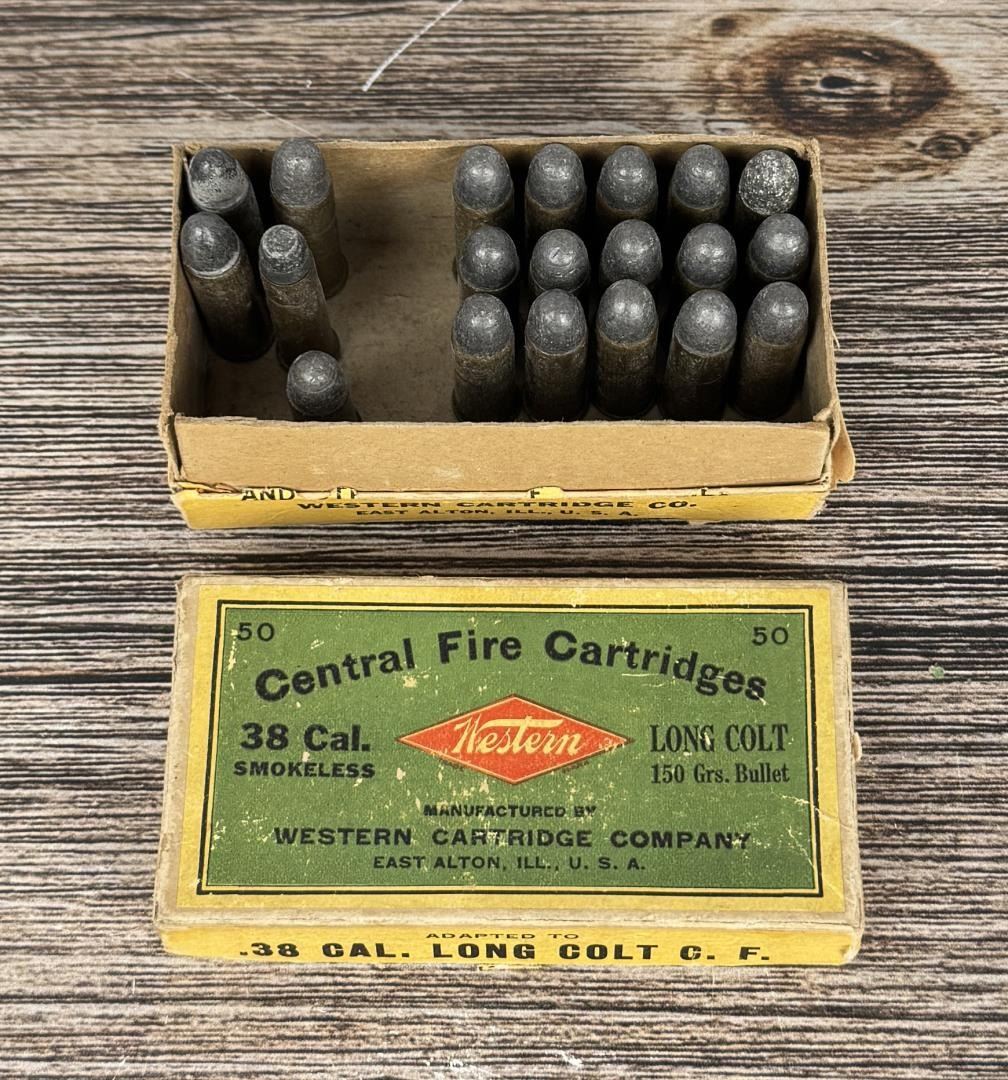 AND
WESTERN CARTRIDGE CO.
EAST ALTON, ILL., U. S. A.
50 50
Central Fire Cartridges
38 Cal.
SMOKELESS
Western
LONG COLT
150 Grs. Bullet
MANUFACTURED BY
WESTERN CARTRIDGE COMPANY
EAST ALTON, ILL., U. S. A.
ADAPTED TO
.38 CAL. LONG COLT C. F.